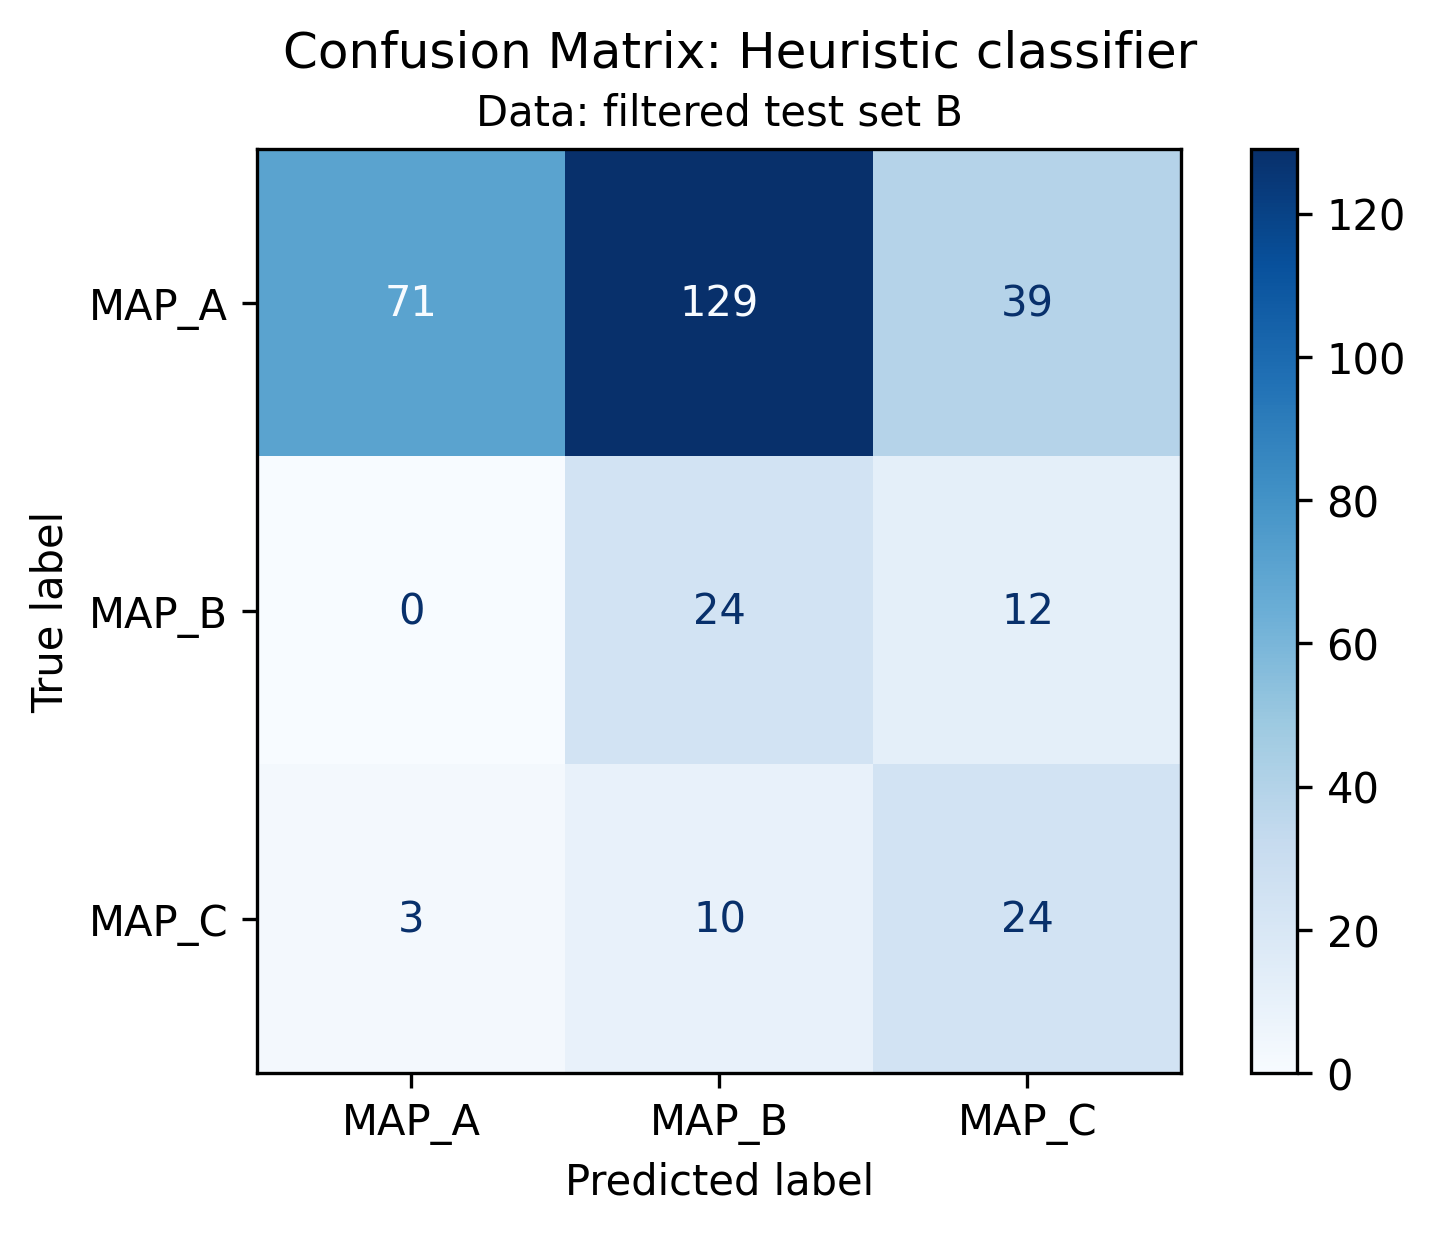 Confusion Matrix: Heuristic classifier
Data: filtered test set B
MAP_A 71 129 39
MAP_B 0 24 12
MAP_C 3 10 24
MAP_A MAP_B MAP_C
Predicted label
True label
120
100
80
60
40
20
0